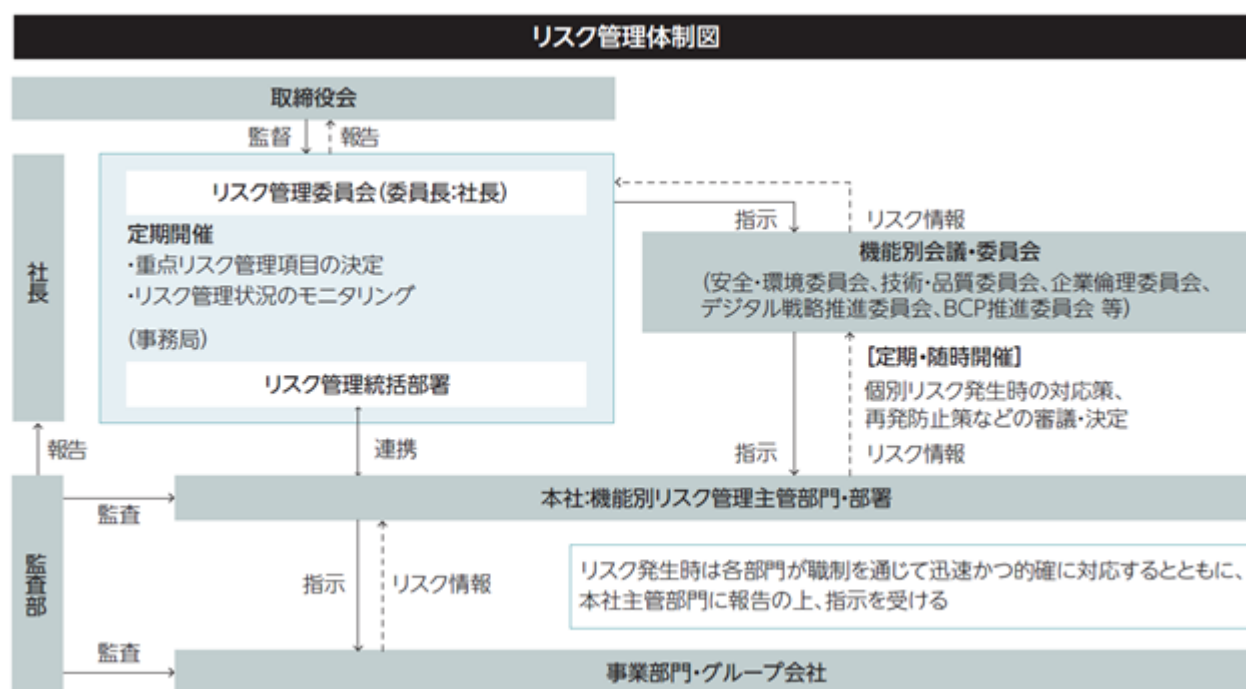 リスク管理体制図
取締役会
監督
報告
社長
リスク管理委員会(委員長:社長)
定期開催
・重点リスク管理項目の決定
・リスク管理状況のモニタリング
(事務局)
リスク管理統括部署
指示
リスク情報
機能別会議・委員会
(安全・環境委員会、技術・品質委員会、企業倫理委員会、
デジタル戦略推進委員会、BCP推進委員会 等)
[定期・随時開催]
個別リスク発生時の対応策、
再発防止策などの審議・決定
報告
連携
指示
リスク情報
監査部
監査
本社:機能別リスク管理主管部門・部署
指示
リスク情報
リスク発生時は各部門が職制を通じて迅速かつ的確に対応するとともに、
本社主管部門に報告の上、指示を受ける
監査
事業部門・グループ会社